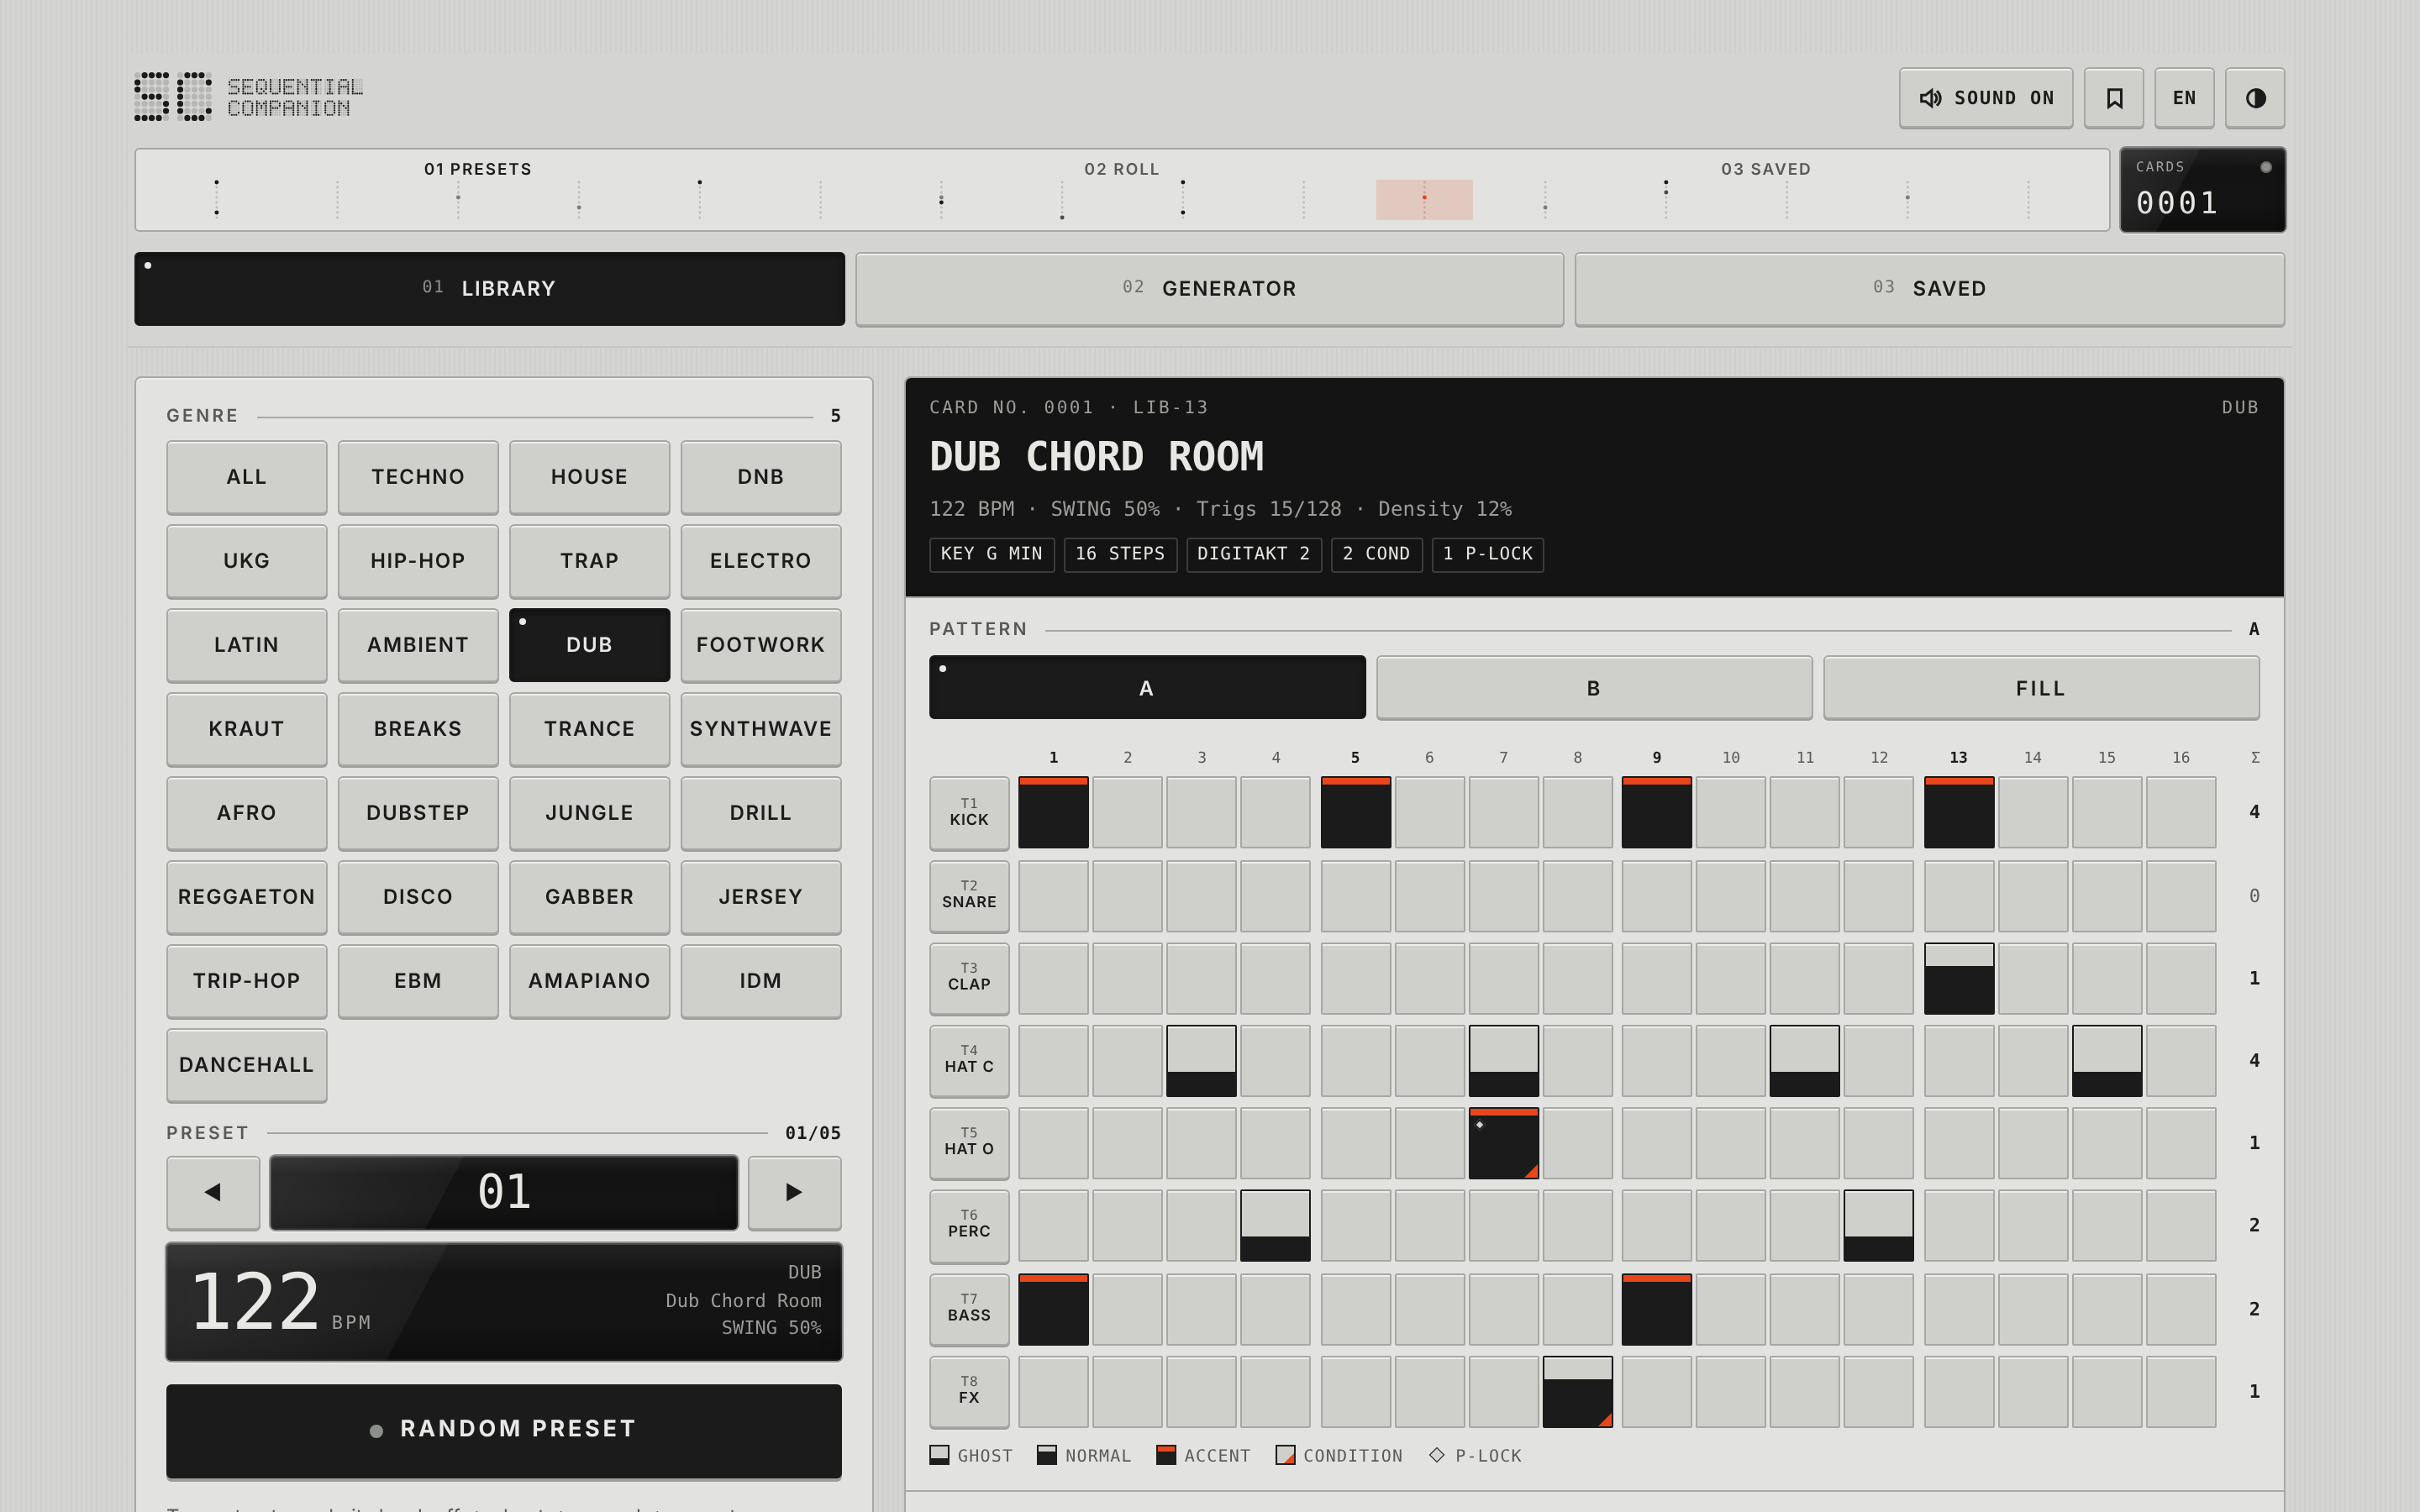 SC SEQUENTIAL
COMPANION
SOUND ON
EN
01 PRESETS
02 ROLL
03 SAVED
CARDS
0001
01 LIBRARY
02 GENERATOR
03 SAVED
GENRE 5
ALL TECHNO HOUSE DNB
UKG HIP-HOP TRAP ELECTRO
LATIN AMBIENT DUB FOOTWORK
KRAUT BREAKS TRANCE SYNTHWAVE
AFRO DUBSTEP JUNGLE DRILL
REGGAETON DISCO GABBER JERSEY
TRIP-HOP EBM AMAPIANO IDM
DANCEHALL
PRESET 01/05
01
122 BPM
DUB
Dub Chord Room
SWING 50%
RANDOM PRESET
CARD NO. 0001 · LIB-13 DUB
DUB CHORD ROOM
122 BPM · SWING 50% · Trigs 15/128 · Density 12%
KEY G MIN 16 STEPS DIGITAKT 2 2 COND 1 P-LOCK
PATTERN A
A B FILL
1 2 3 4 5 6 7 8 9 10 11 12 13 14 15 16 Σ
T1
KICK 4
T2
SNARE 0
T3
CLAP 1
T4
HAT C 4
T5
HAT O 1
T6
PERC 2
T7
BASS 2
T8
FX 1
GHOST NORMAL ACCENT CONDITION P-LOCK